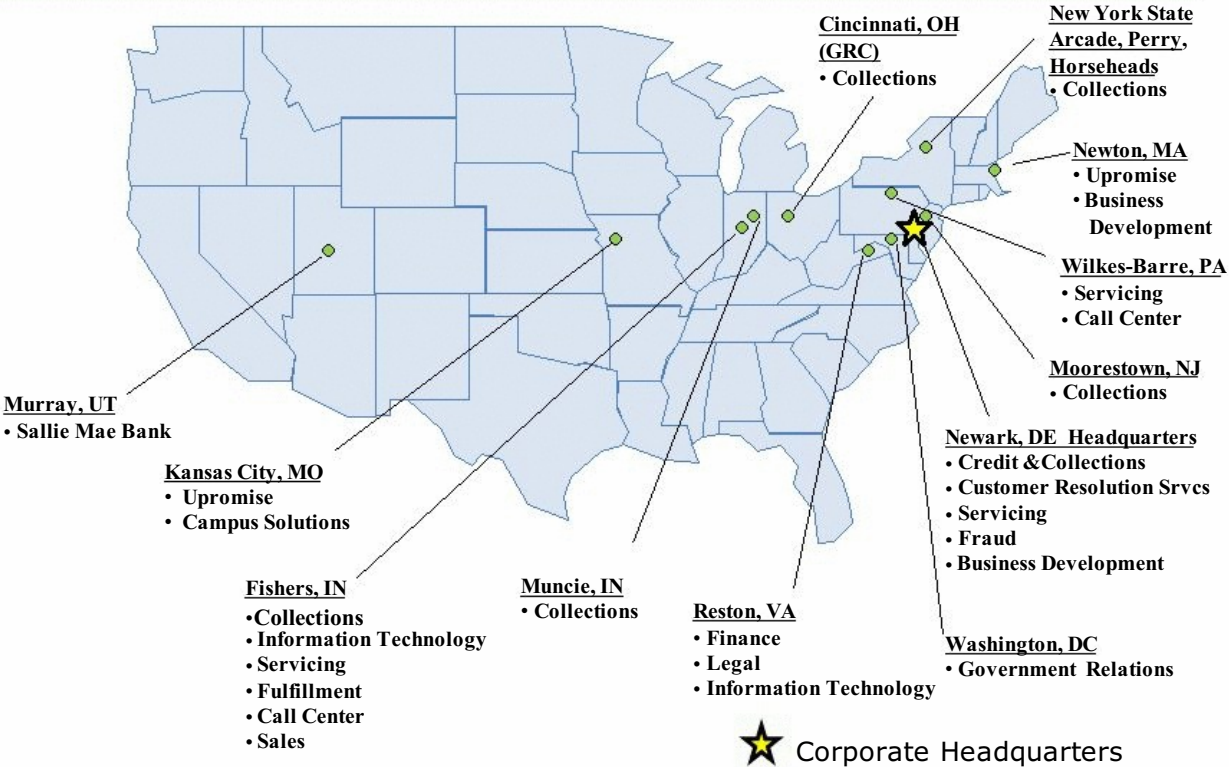 Cincinnati, OH
(GRC)
• Collections
New York State
Arcade, Perry,
Horseheads
• Collections
Newton, MA
• Upromise
• Business
Development
Wilkes-Barre, PA
• Servicing
• Call Center
Moorestown, NJ
• Collections
Murray, UT
• Sallie Mae Bank
Kansas City, MO
• Upromise
• Campus Solutions
Newark, DE Headquarters
• Credit &Collections
• Customer Resolution Srvcs
• Servicing
• Fraud
• Business Development
Fishers, IN
•Collections
• Information Technology
• Servicing
• Fulfillment
• Call Center
• Sales
Muncie, IN
• Collections
Reston, VA
• Finance
• Legal
• Information Technology
Washington, DC
• Government Relations
Corporate Headquarters